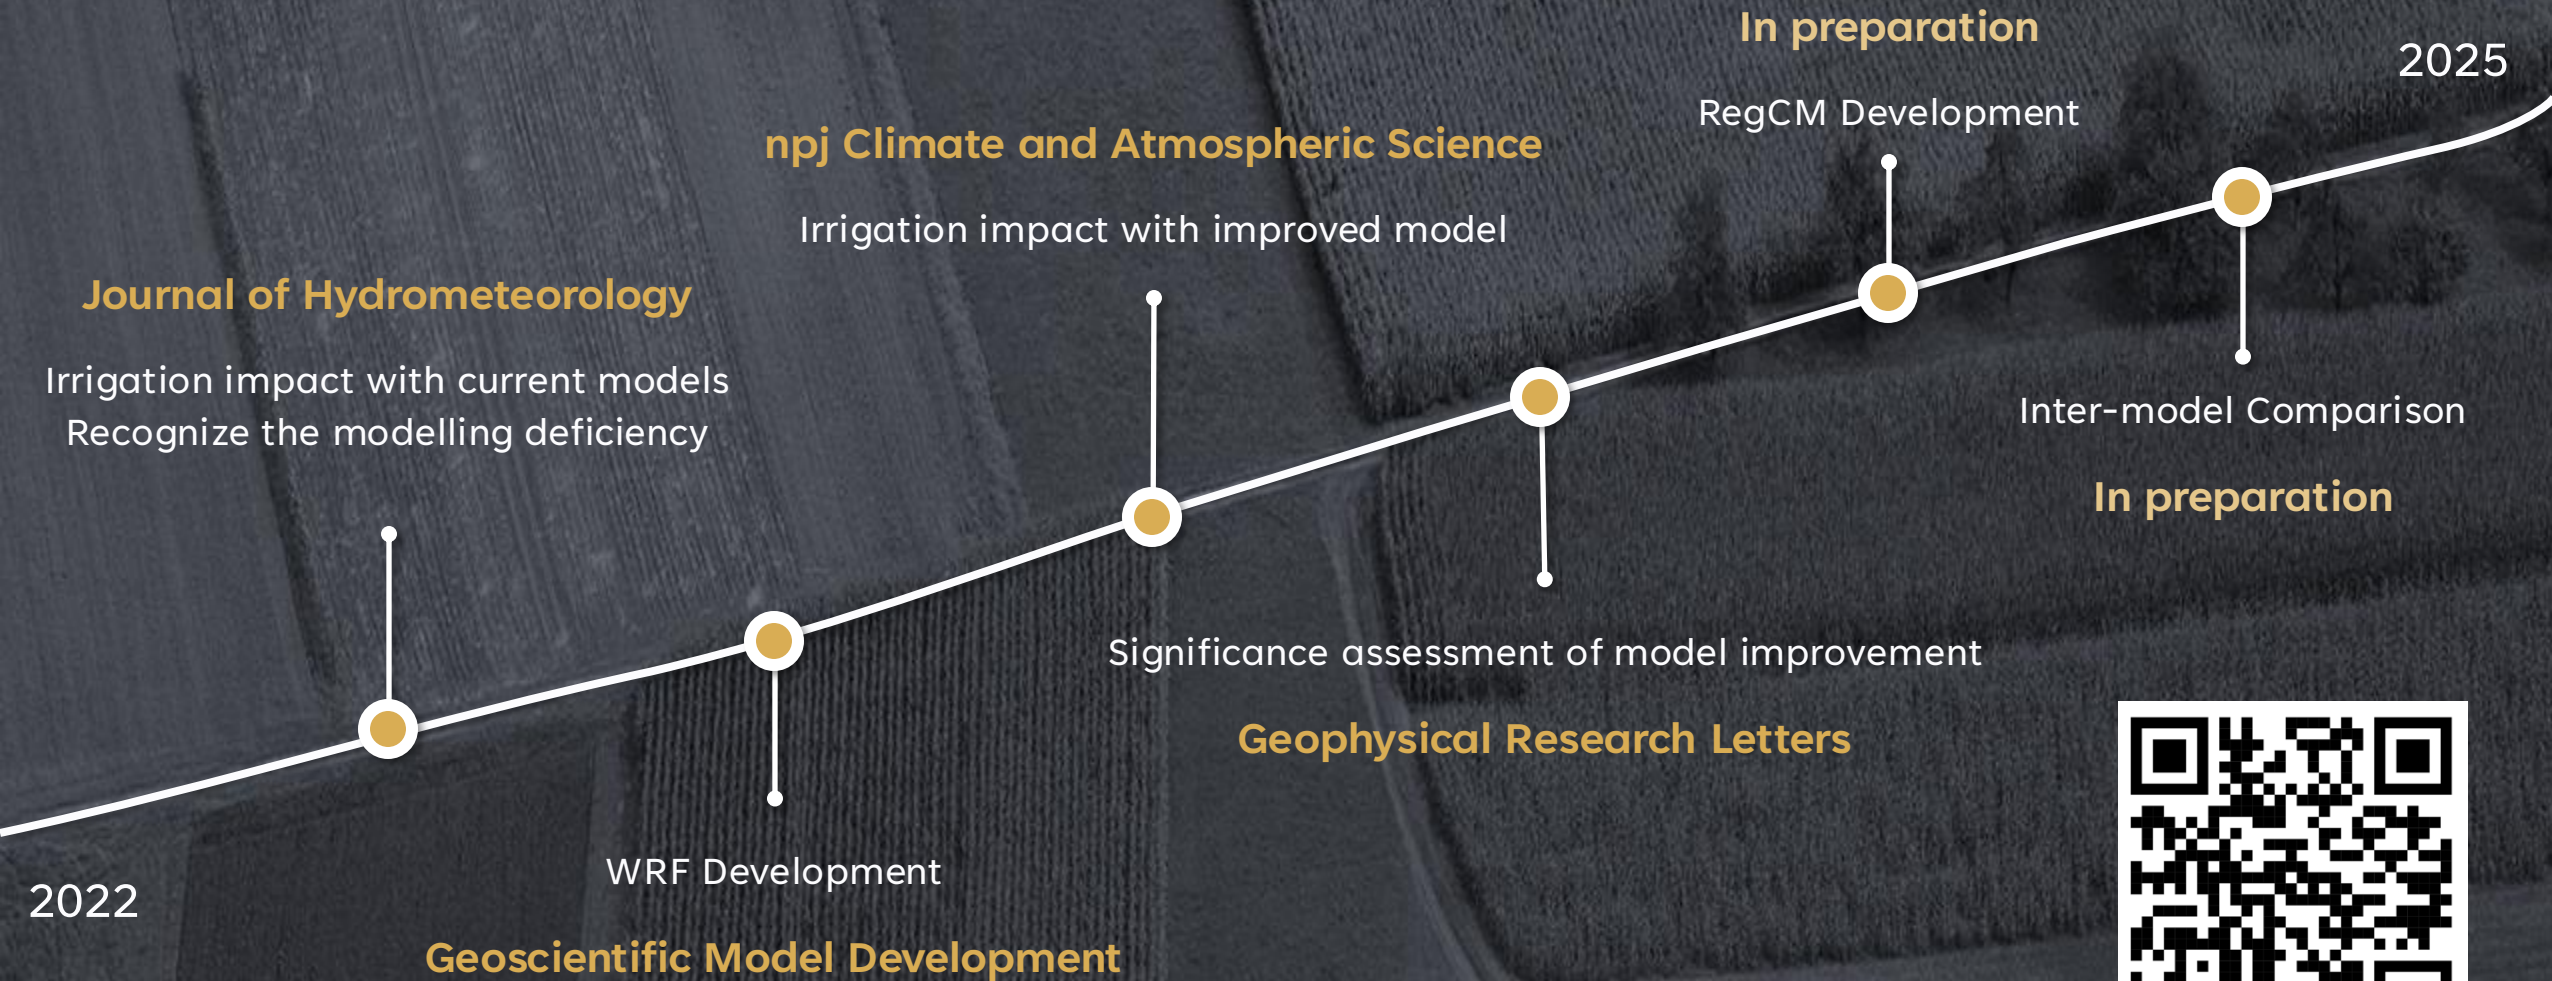 In preparation
2025
RegCM Development
npj Climate and Atmospheric Science
Irrigation impact with improved model
Journal of Hydrometeorology
Irrigation impact with current models
Recognize the modelling deficiency
Inter-model Comparison
In preparation
Significance assessment of model improvement
Geophysical Research Letters
WRF Development
2022
Geoscientific Model Development